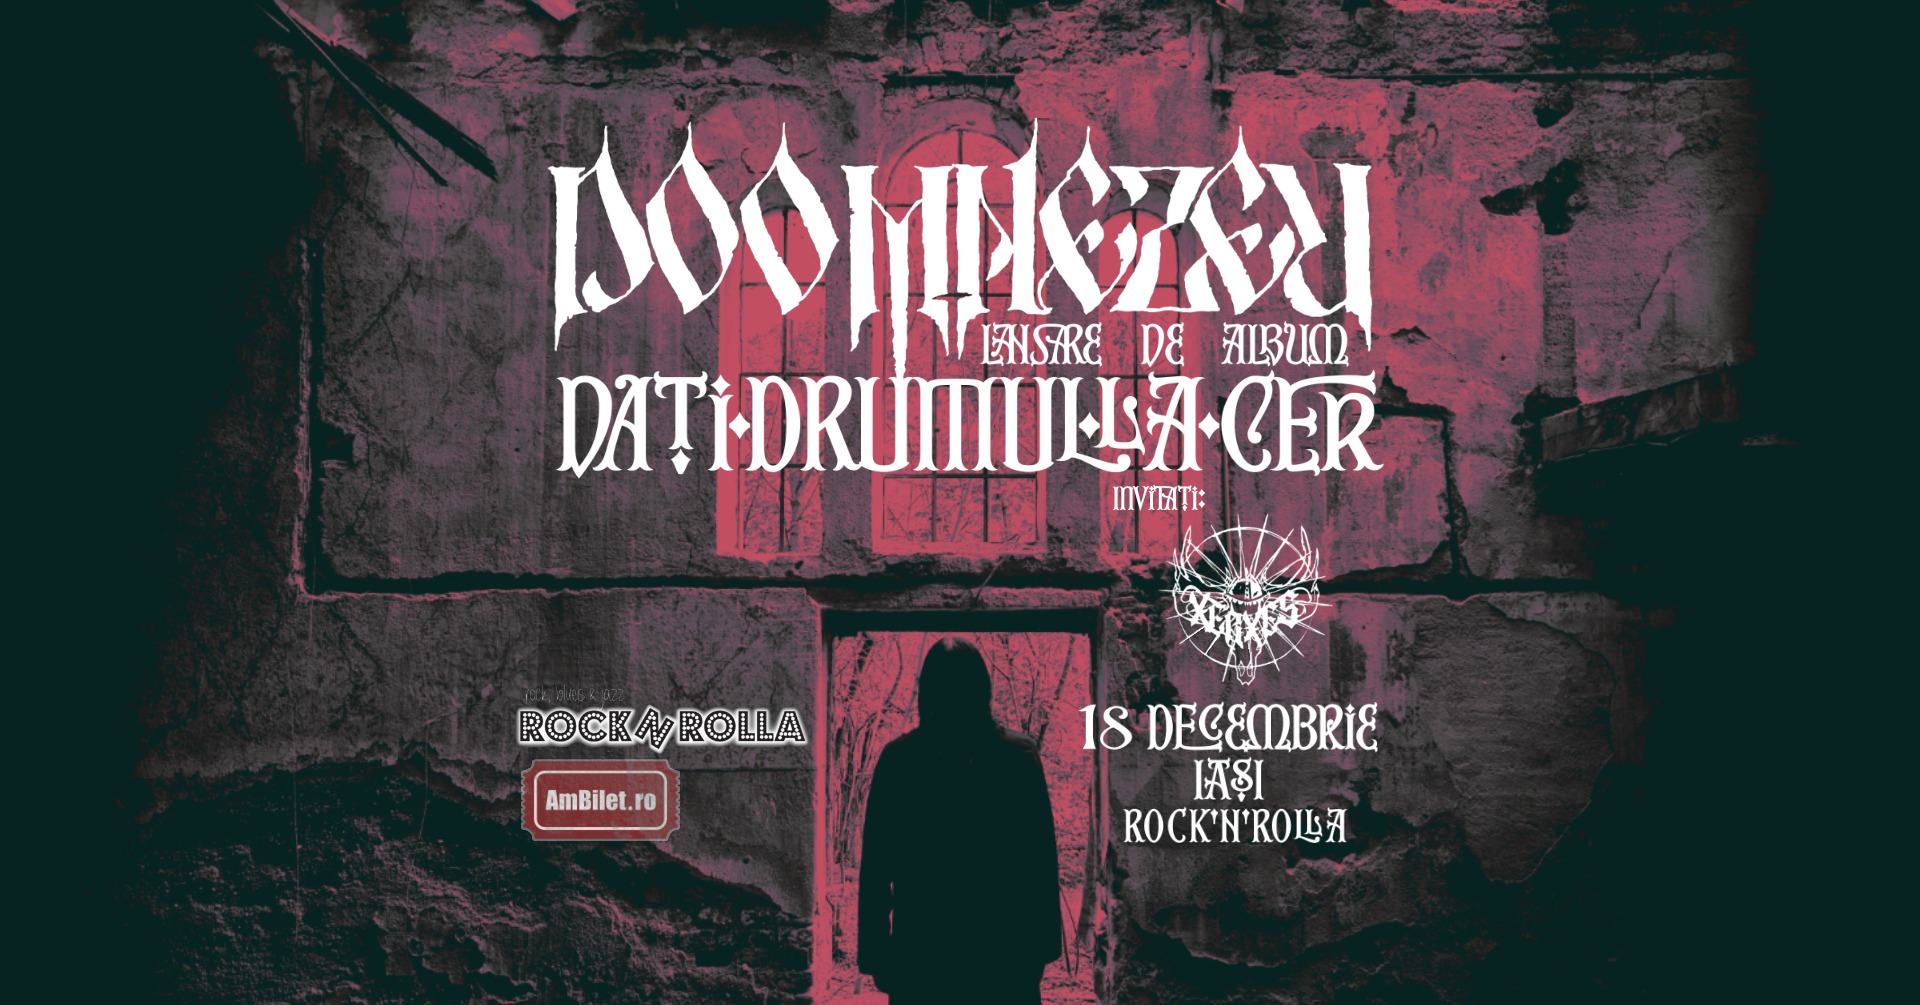 DOOMNEZEU
LANSARE DE ALBUM
DAȚI·DRUMUL·LA·CER
INVITAȚI:
XERXES
rock, blues & jazz
ROCK'N'ROLLA
AmBilet.ro
18 DECEMBRIE
IAȘI
ROCK'N'ROLLA